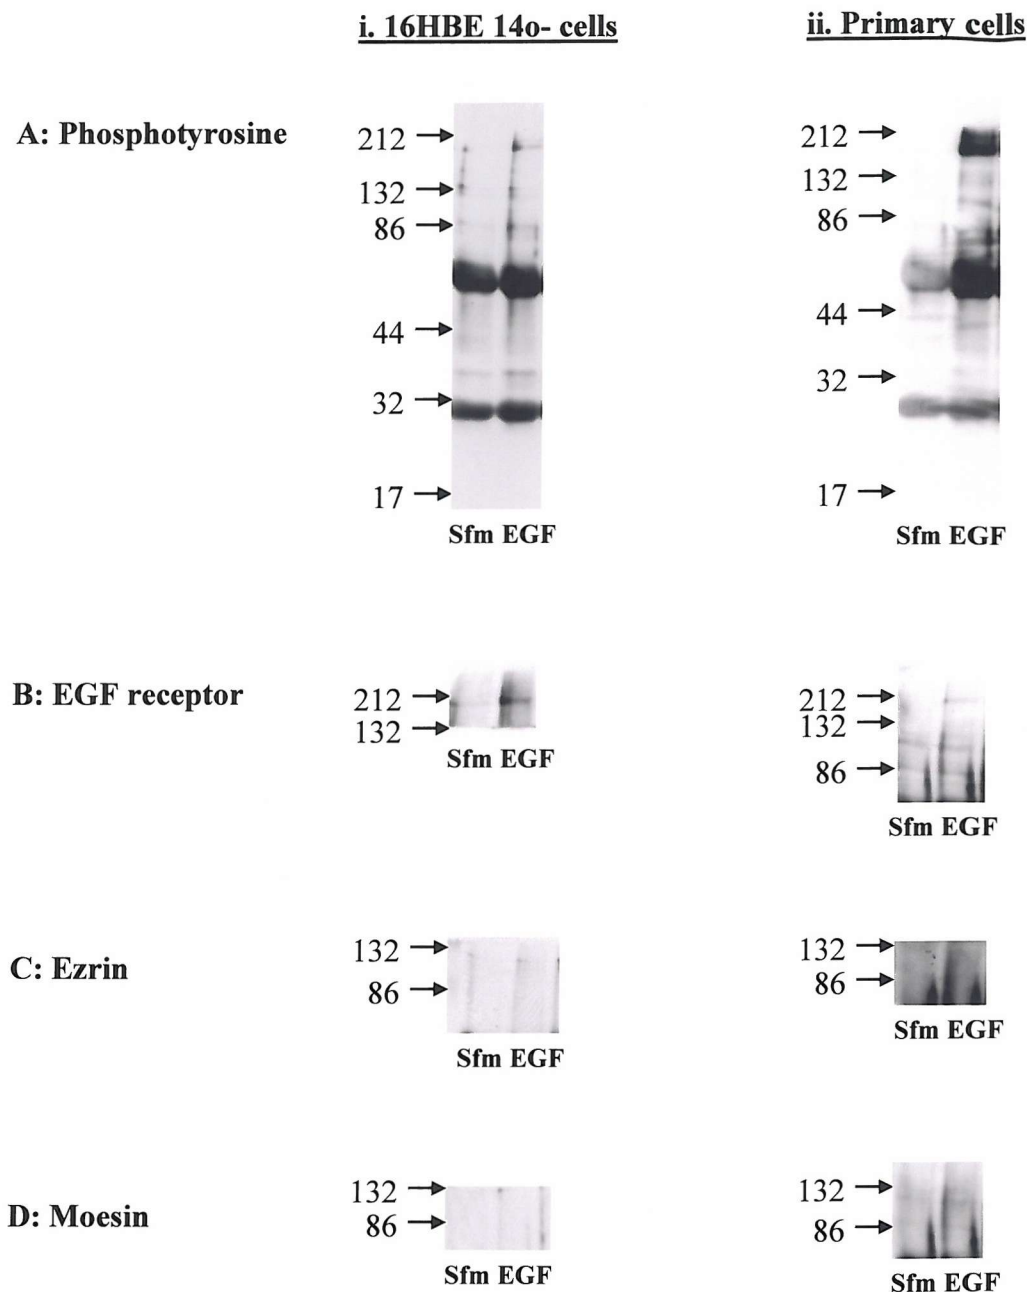 i. 16HBE 14o- cells
ii. Primary cells
A: Phosphotyrosine
212
132
86
44
32
17
Sfm EGF
212
132
86
44
32
17
Sfm EGF
B: EGF receptor
212
132
Sfm EGF
212
132
86
Sfm EGF
C: Ezrin
132
86
Sfm EGF
132
86
Sfm EGF
D: Moesin
132
86
Sfm EGF
132
86
Sfm EGF